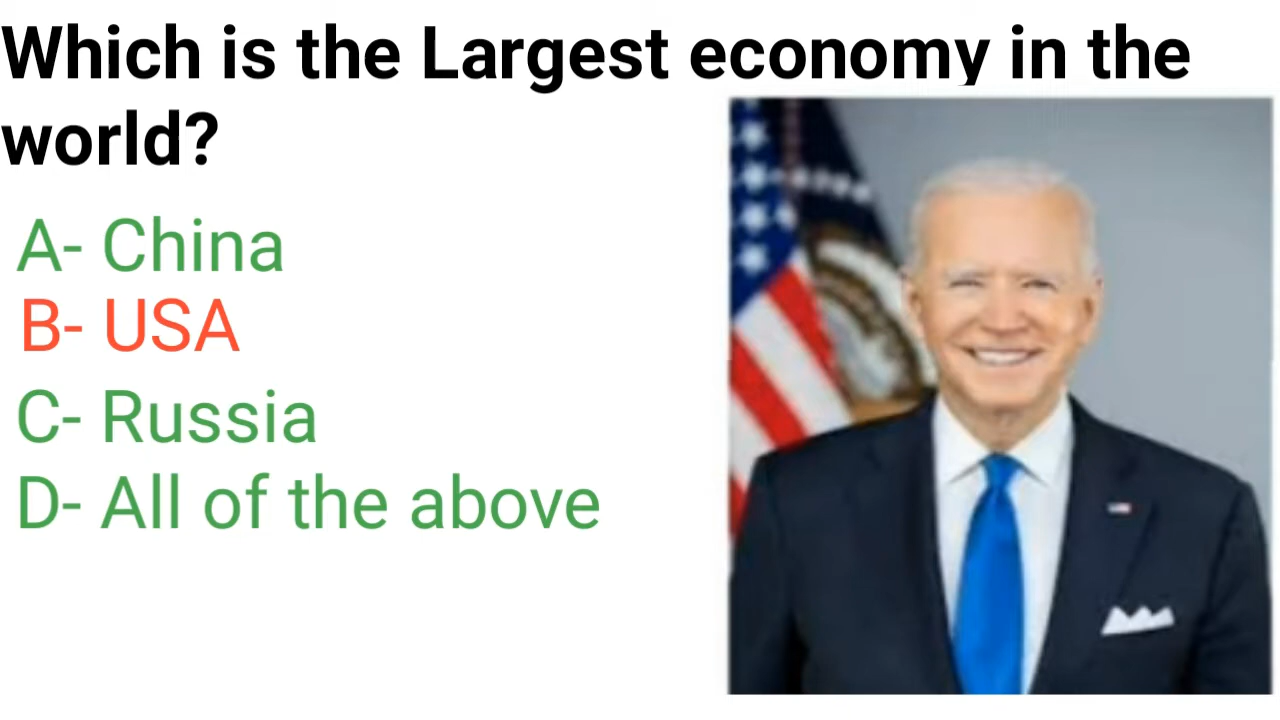 Which is the Largest economy in the
world?
A- China
B- USA
C- Russia
D- All of the above